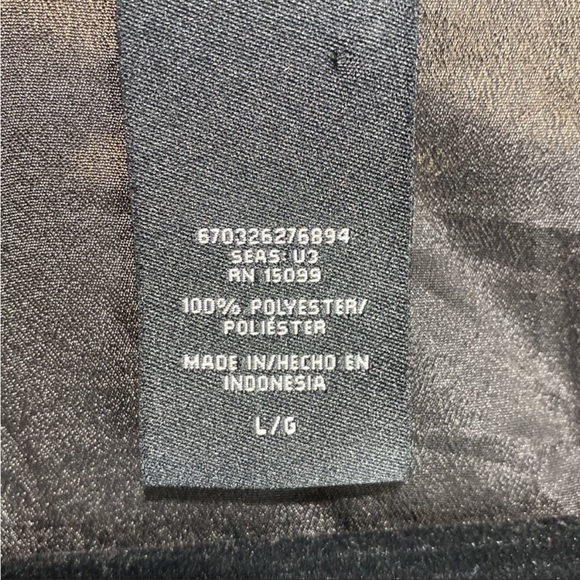 670326276894
SEAS: U3
RN 15099
100% POLYESTER/
POLIÉSTER
MADE IN/HECHO EN
INDONESIA
L/G